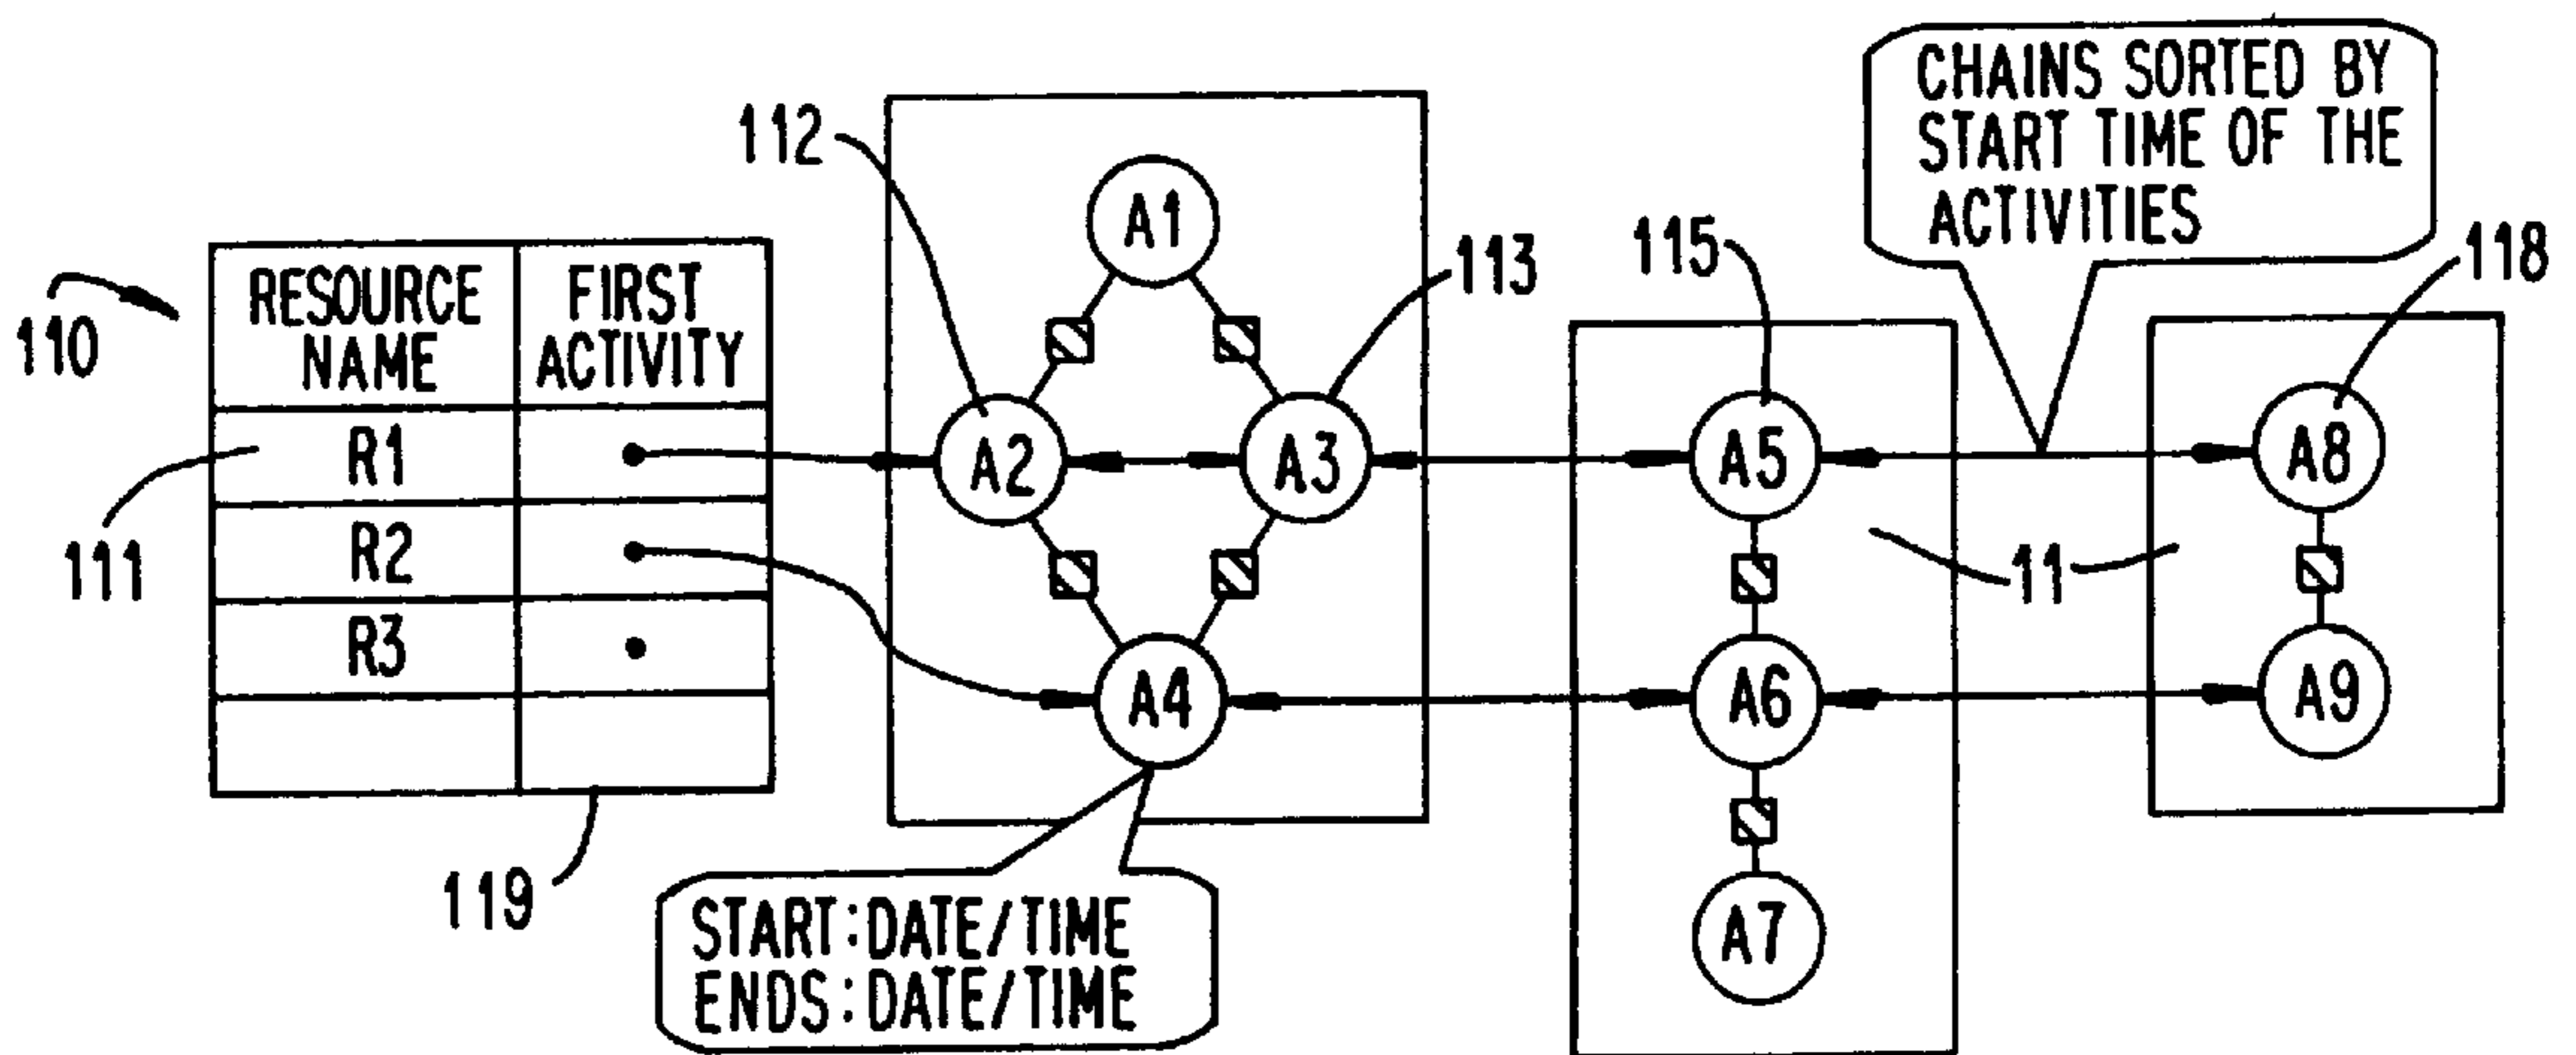 110
RESOURCE NAME
FIRST ACTIVITY
R1
R2
R3
111
119
112
A1
A2
A3
A4
113
START:DATE/TIME
ENDS:DATE/TIME
115
A5
A6
A7
11
CHAINS SORTED BY
START TIME OF THE
ACTIVITIES
118
A8
A9